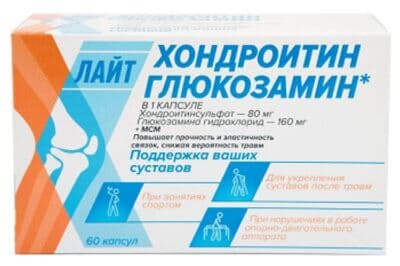 ЛАЙТ
ХОНДРОИТИН
ГЛЮКОЗАМИН*
В 1 КАПСУЛЕ
Хондроитинсульфат — 80 мг
Глюкозамина гидрохлорид — 160 мг
+ МСМ
Повышает прочность и эластичность
связок, снижая вероятность травм
Поддержка ваших
суставов
Для укрепления
суставов после травм
При занятиях
спортом
При нарушениях в работе
опорно-двигательного
аппарата
60 капсул